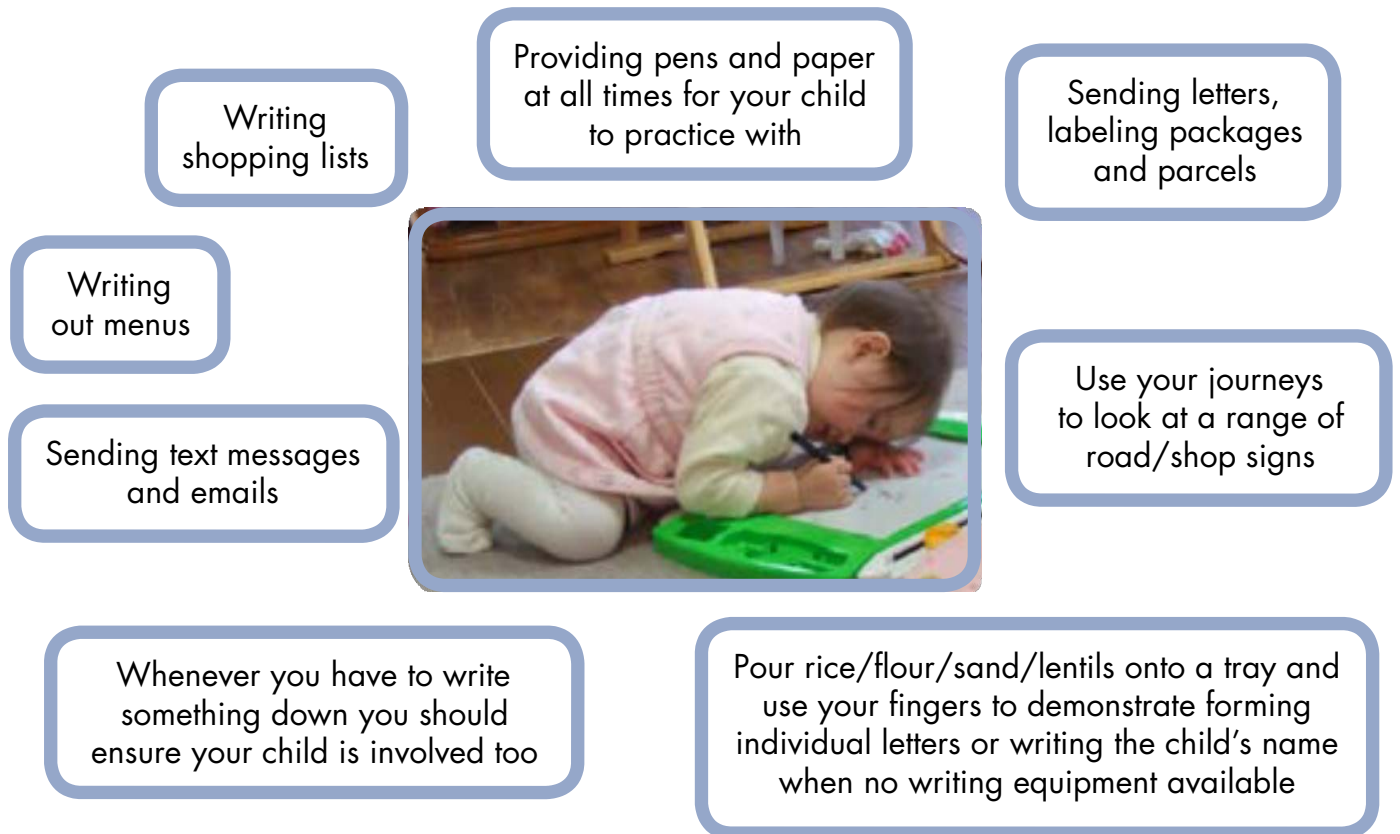 Providing pens and paper
at all times for your child
to practice with
Writing
shopping lists
Sending letters,
labeling packages
and parcels
Writing
out menus
Use your journeys
to look at a range of
road/shop signs
Sending text messages
and emails
Whenever you have to write
something down you should
ensure your child is involved too
Pour rice/flour/sand/lentils onto a tray and
use your fingers to demonstrate forming
individual letters or writing the child’s name
when no writing equipment available